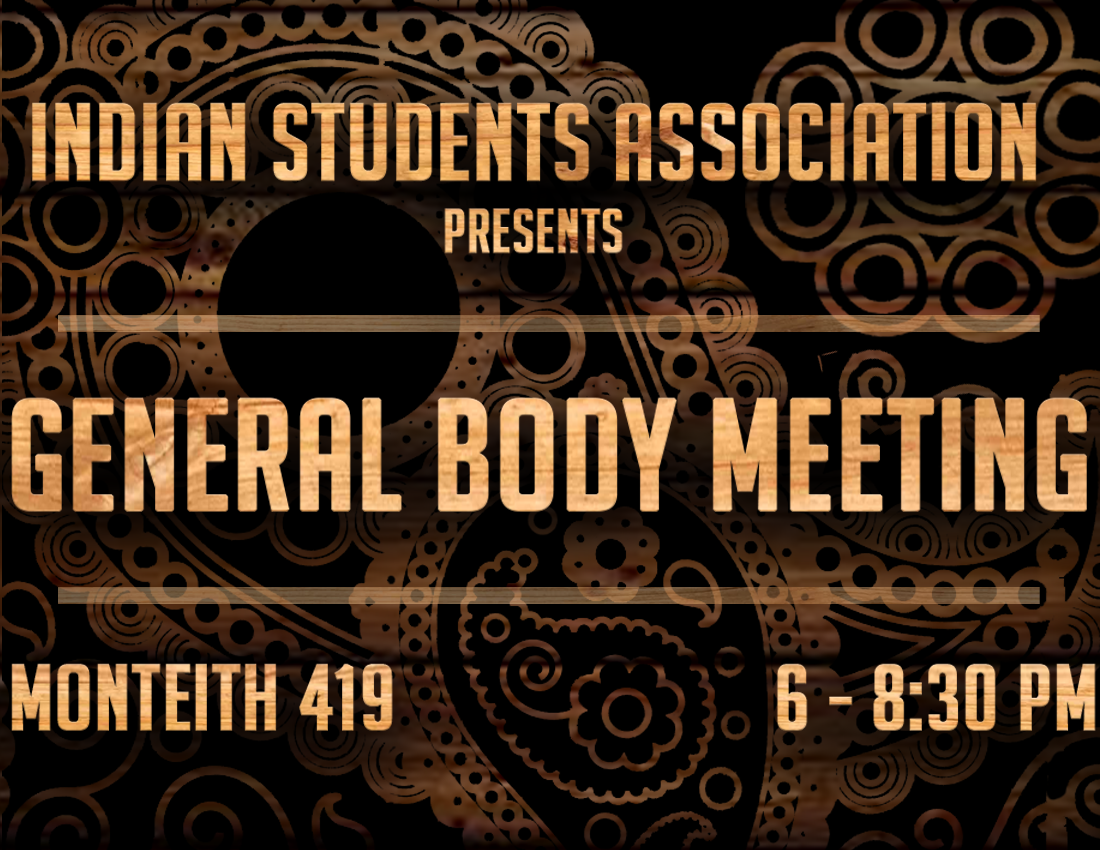 INDIAN STUDENTS ASSOCIATION
PRESENTS
GENERAL BODY MEETING
MONTEITH 419
6 - 8:30 PM